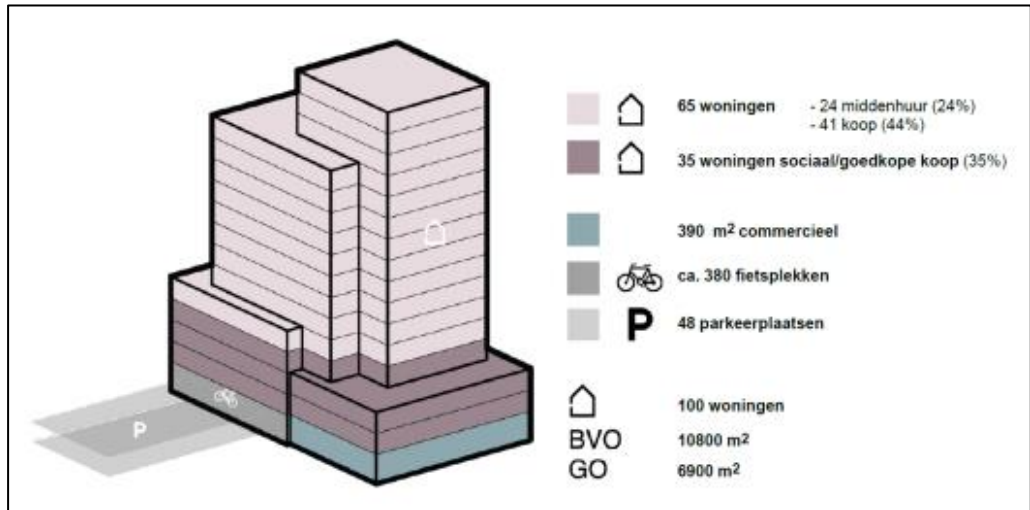 65 woningen - 24 middenhuur (24%)
- 41 koop (44%)
35 woningen sociaal/goedkope koop (35%)
390 m2 commercieel
ca. 380 fietsplekken
P 48 parkeerplaatsen
P
100 woningen
BVO 10800 m2
GO 6900 m2